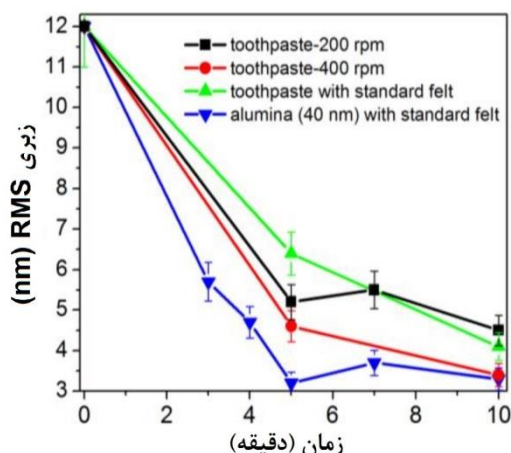 12
11
10
9
8
7
6
5
4
3
زبری RMS (nm)
toothpaste-200 rpm
toothpaste-400 rpm
toothpaste with standard felt
alumina (40 nm) with standard felt
0 2 4 6 8 10
زمان (دقیقه)